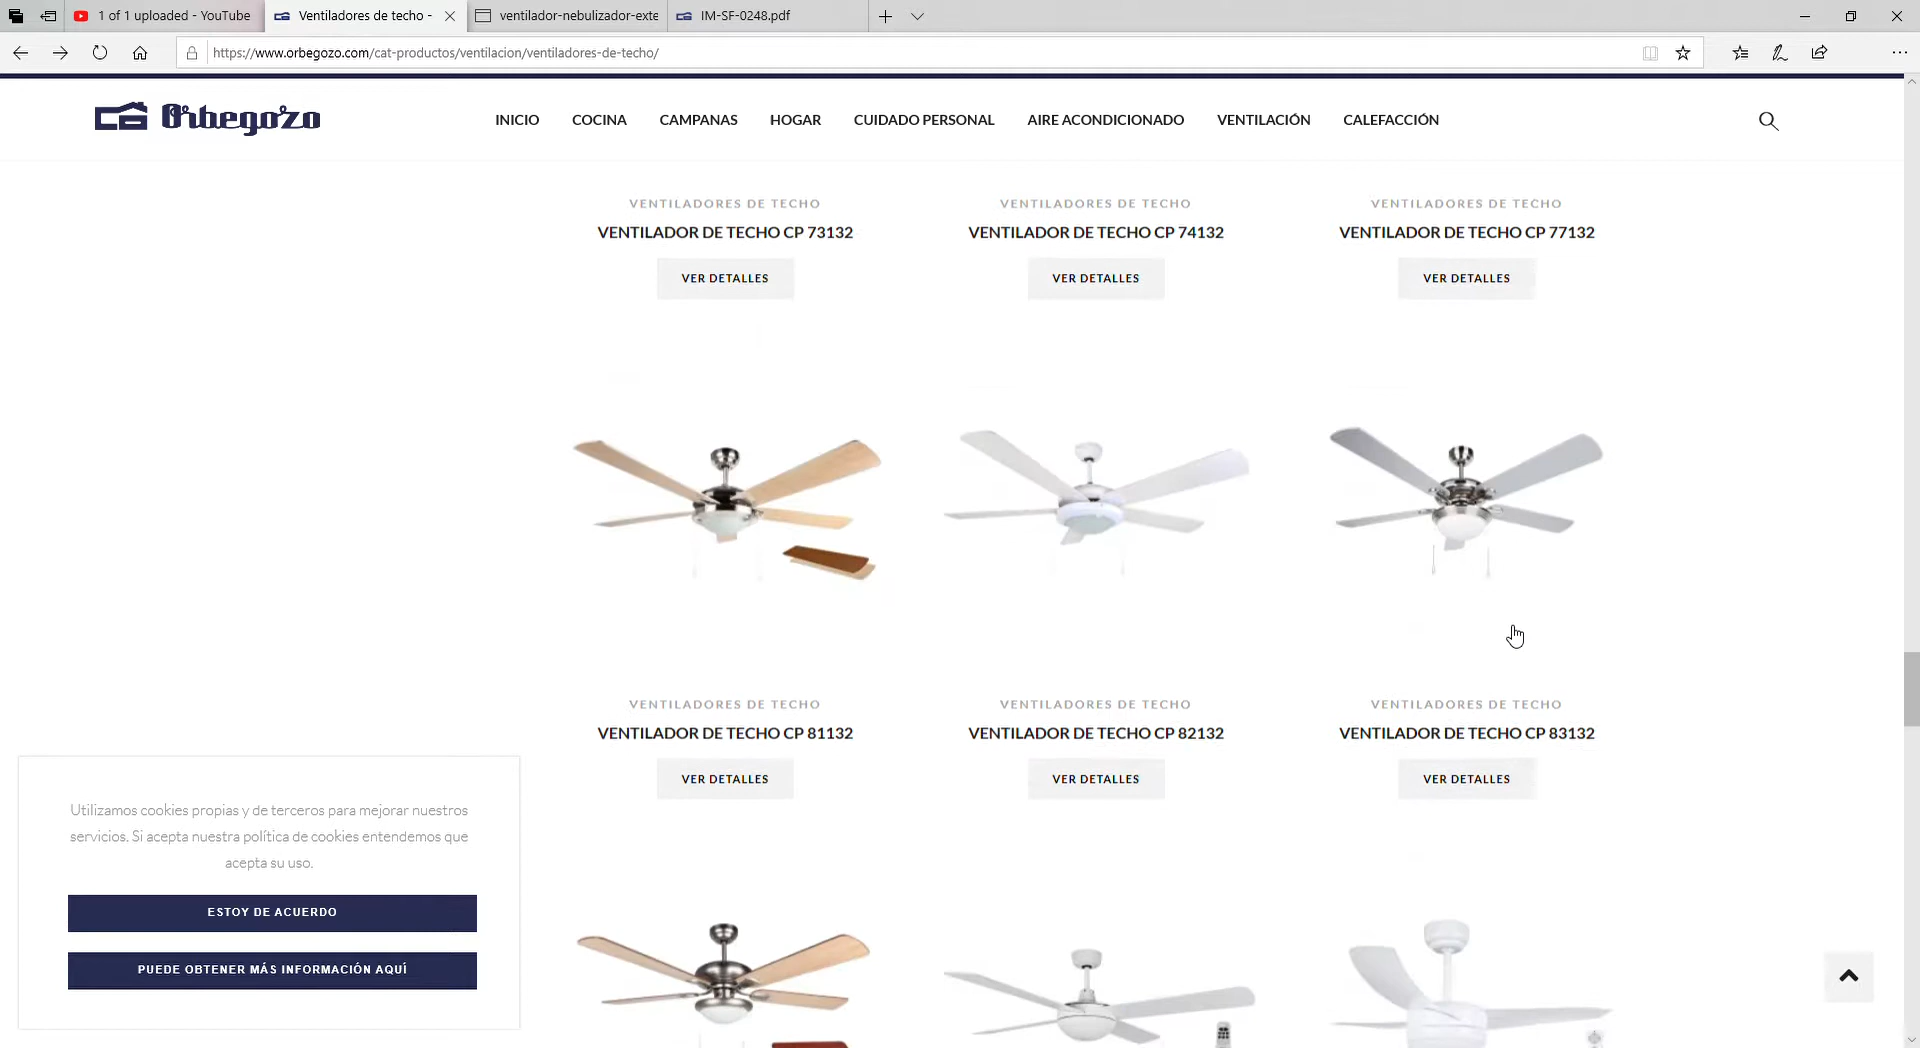 1 of 1 uploaded - YouTube
Ventiladores de techo -
ventilador-nebulizador-exte
IM-SF-0248.pdf
https://www.orbegozo.com/cat-productos/ventilacion/ventiladores-de-techo/
Orbegozo
INICIO
COCINA
CAMPANAS
HOGAR
CUIDADO PERSONAL
AIRE ACONDICIONADO
VENTILACIÓN
CALEFACCIÓN
VENTILADORES DE TECHO
VENTILADOR DE TECHO CP 73132
VER DETALLES
VENTILADORES DE TECHO
VENTILADOR DE TECHO CP 74132
VER DETALLES
VENTILADORES DE TECHO
VENTILADOR DE TECHO CP 77132
VER DETALLES
VENTILADORES DE TECHO
VENTILADOR DE TECHO CP 81132
VER DETALLES
VENTILADORES DE TECHO
VENTILADOR DE TECHO CP 82132
VER DETALLES
VENTILADORES DE TECHO
VENTILADOR DE TECHO CP 83132
VER DETALLES
Utilizamos cookies propias y de terceros para mejorar nuestros
servicios. Si acepta nuestra política de cookies entendemos que
acepta su uso.
ESTOY DE ACUERDO
PUEDE OBTENER MÁS INFORMACIÓN AQUÍ